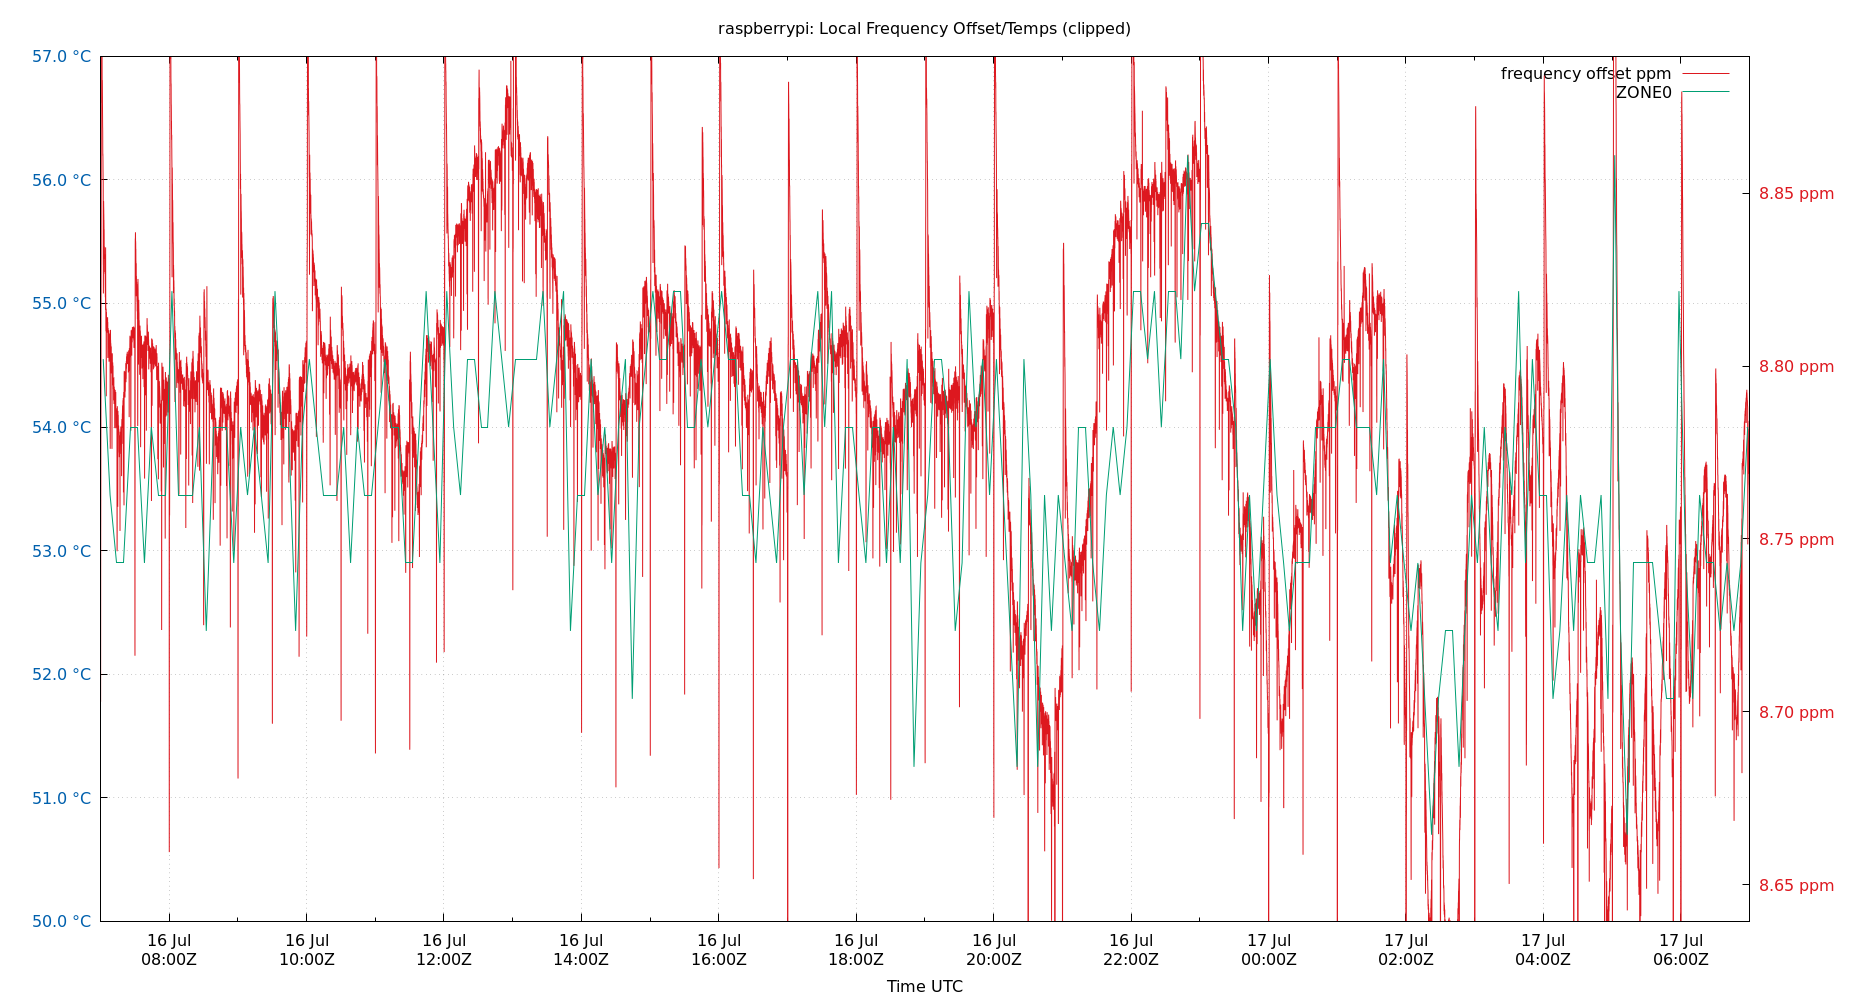 raspberrypi: Local Frequency Offset/Temps (clipped)
57.0 °C
56.0 °C
55.0 °C
54.0 °C
53.0 °C
52.0 °C
51.0 °C
50.0 °C
frequency offset ppm
ZONE0
8.85 ppm
8.80 ppm
8.75 ppm
8.70 ppm
8.65 ppm
16 Jul 16 Jul 16 Jul 16 Jul 16 Jul 16 Jul 16 Jul 16 Jul 17 Jul 17 Jul 17 Jul 17 Jul
08:00Z 10:00Z 12:00Z 14:00Z 16:00Z 18:00Z 20:00Z 22:00Z 00:00Z 02:00Z 04:00Z 06:00Z
Time UTC